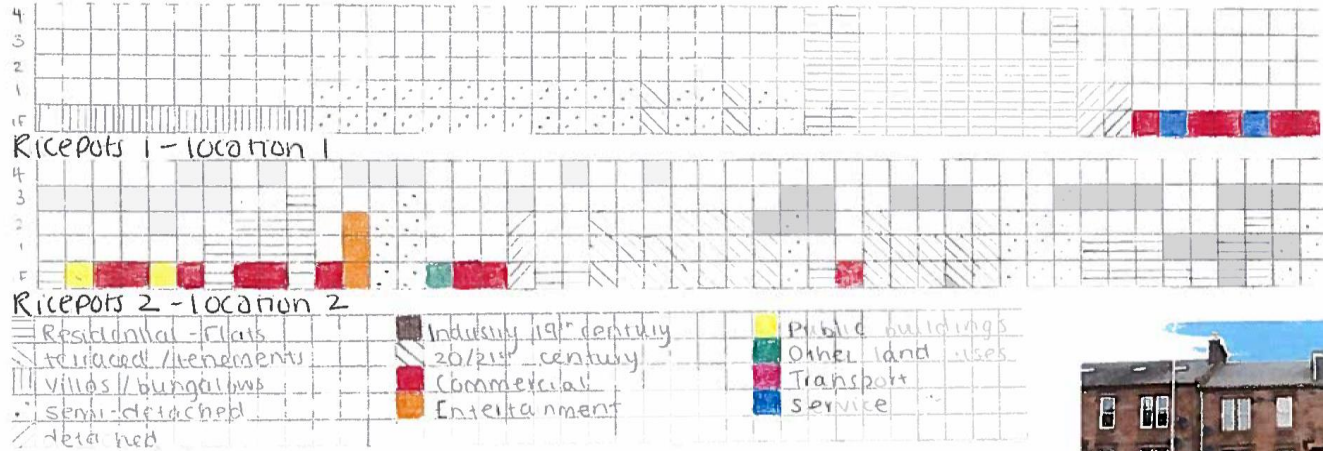 4
3
2
1
1F
Ricepots 1 - location 1
4
3
2
1
F
Ricepots 2 - location 2
Residential - Flats
terraced / tenements
Villas / bungalows
semi-detached
detached
Industry 19th century
20/21st century
Commercial
Entertainment
Public buildings
Other land uses
Transport
Service